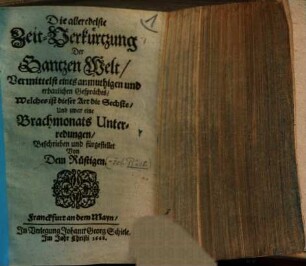 Die alleredelste
Zeit-Verkürtzung
Der
Gantzen Welt/
Vermittelst eines anmuthigen und
erbaulichen Gespräches/
Welches ist dieser Art die Sechste/
Und zwar eine
Brachmonats Unter-
redungen/
Beschrieben und fürgestellet
Von
Dem Rüstigen.
Franckfurt an dem Mayn/
In Verlegung Johann Georg Schiele.
Im Jahr Christi 1668.